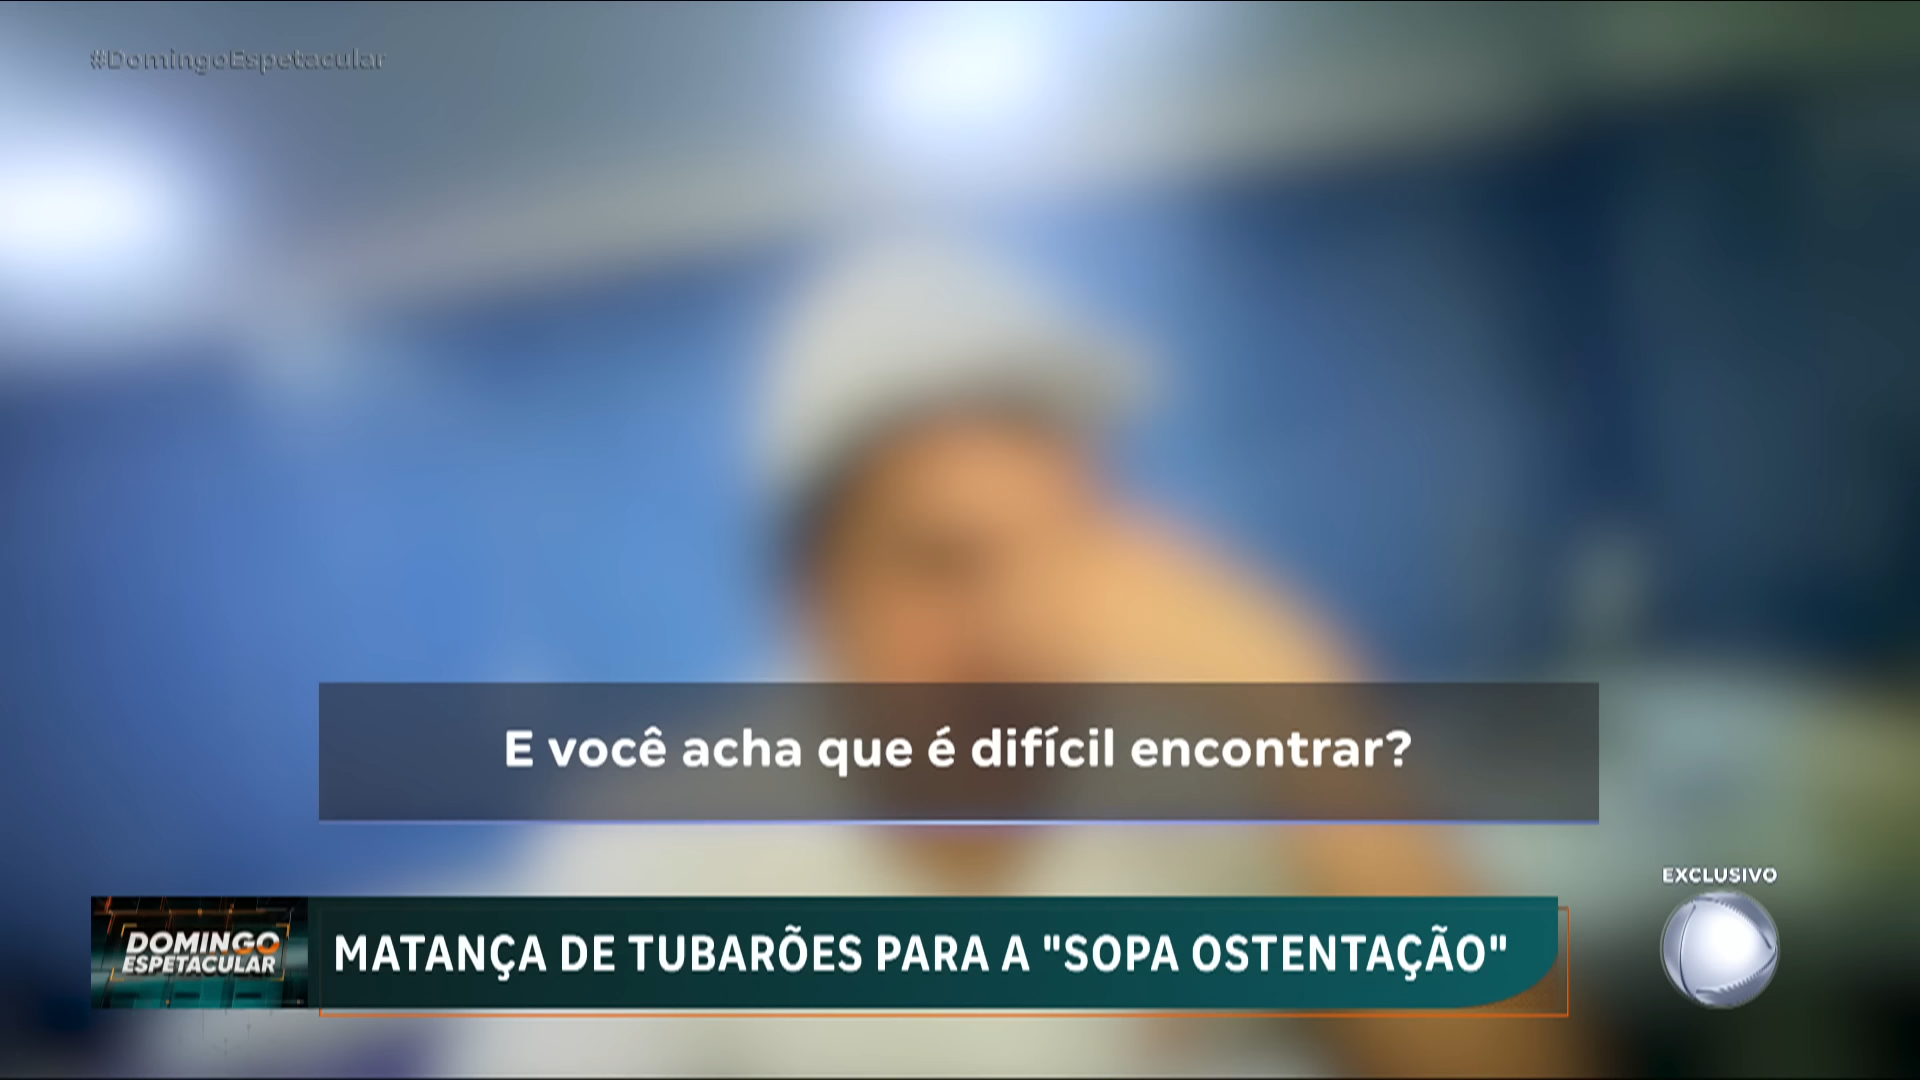 #DomingoEspetacular
E você acha que é difícil encontrar?
EXCLUSIVO
DOMINGO
ESPETACULAR
MATANÇA DE TUBARÕES PARA A "SOPA OSTENTAÇÃO"